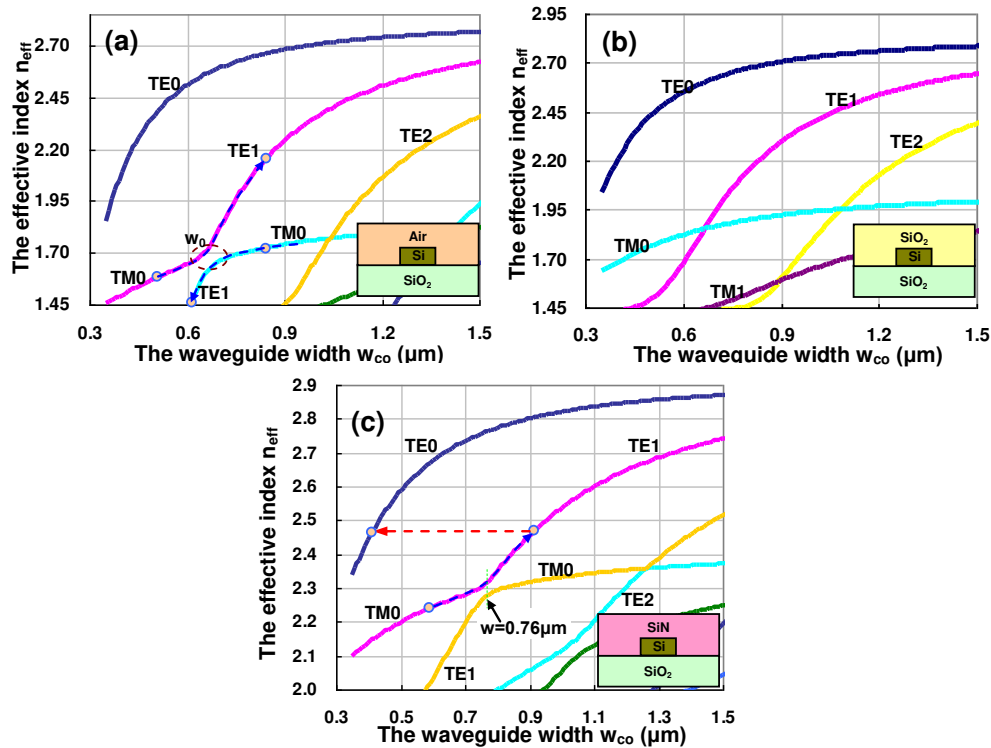 (a)
The effective index n_eff
2.70
2.45
2.20
1.95
1.70
1.45
TE0
TE1
TE2
w0
TM0
TM0
TE1
Air
Si
SiO2
0.3 0.6 0.9 1.2 1.5
The waveguide width w_co (µm)
(b)
The effective index n_eff
2.95
2.70
2.45
2.20
1.95
1.70
1.45
TE0
TE1
TE2
TM0
TM1
SiO2
Si
SiO2
0.3 0.6 0.9 1.2 1.5
The waveguide width w_co (µm)
(c)
The effective index n_eff
2.9
2.8
2.7
2.6
2.5
2.4
2.3
2.2
2.1
2.0
TE0
TE1
TM0
TM0
TE2
w=0.76µm
TE1
SiN
Si
SiO2
0.3 0.5 0.7 0.9 1.1 1.3 1.5
The waveguide width w_co (µm)